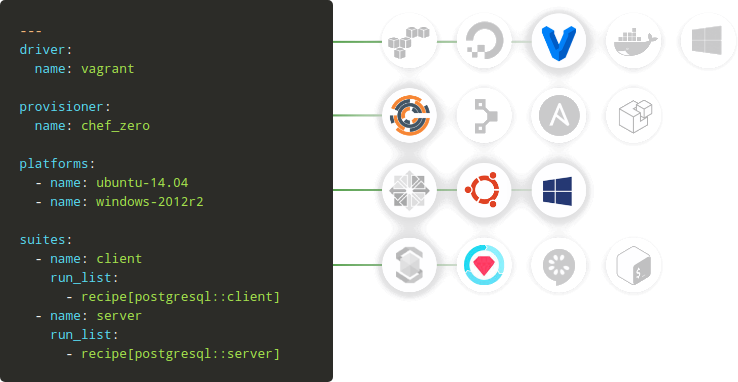 ---
driver:
  name: vagrant
provisioner:
  name: chef_zero
platforms:
  - name: ubuntu-14.04
  - name: windows-2012r2
suites:
  - name: client
    run_list:
      - recipe[postgresql::client]
  - name: server
    run_list:
      - recipe[postgresql::server]